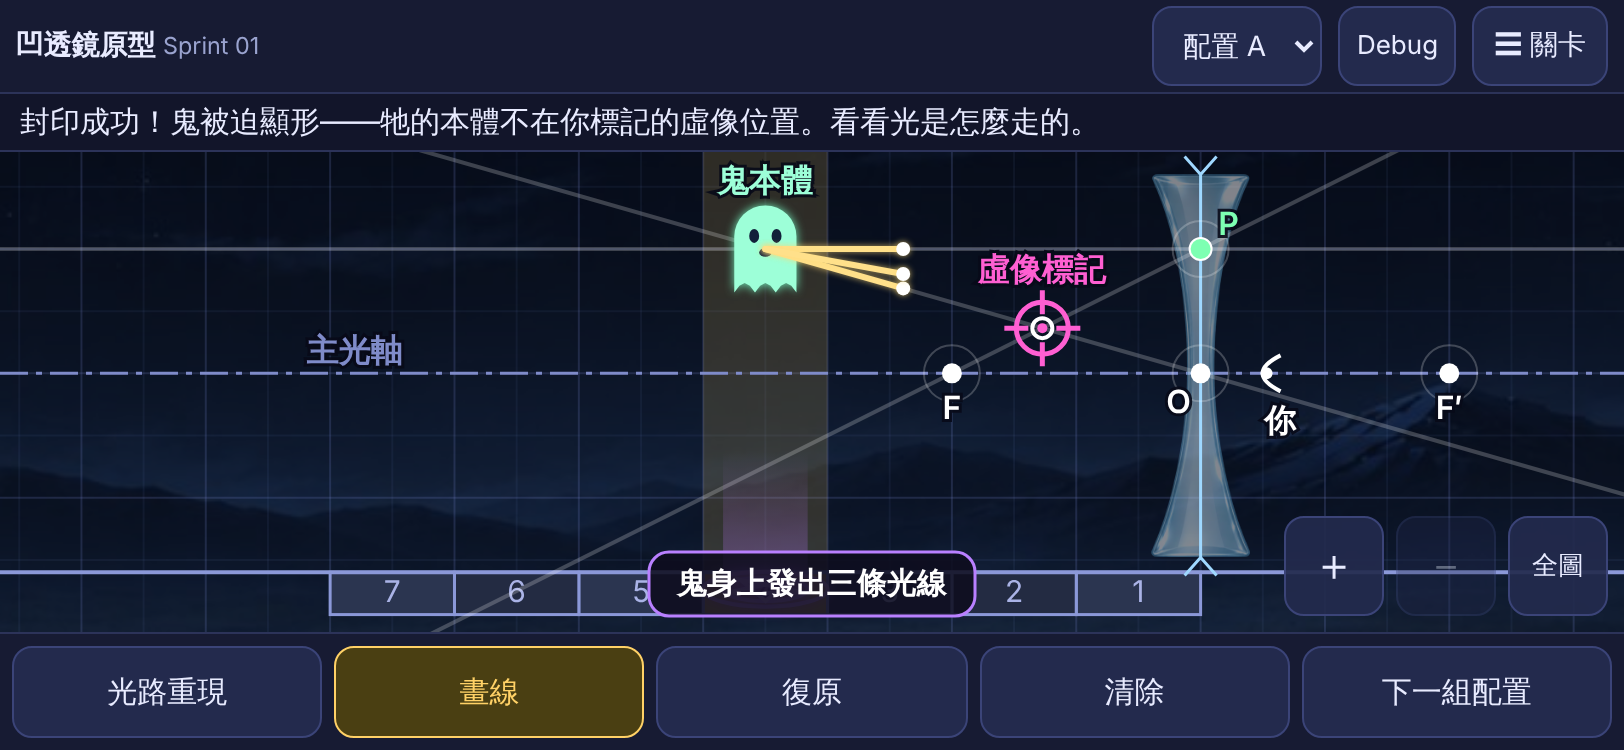 凹透鏡原型 Sprint 01
配置 A
Debug
☰ 關卡
封印成功！鬼被迫顯形——牠的本體不在你標記的虛像位置。看看光是怎麼走的。
鬼本體
P
虛像標記
主光軸
F
O
你
F′
7 6 5 2 1
鬼身上發出三條光線
+
−
全圖
光路重現
畫線
復原
清除
下一組配置